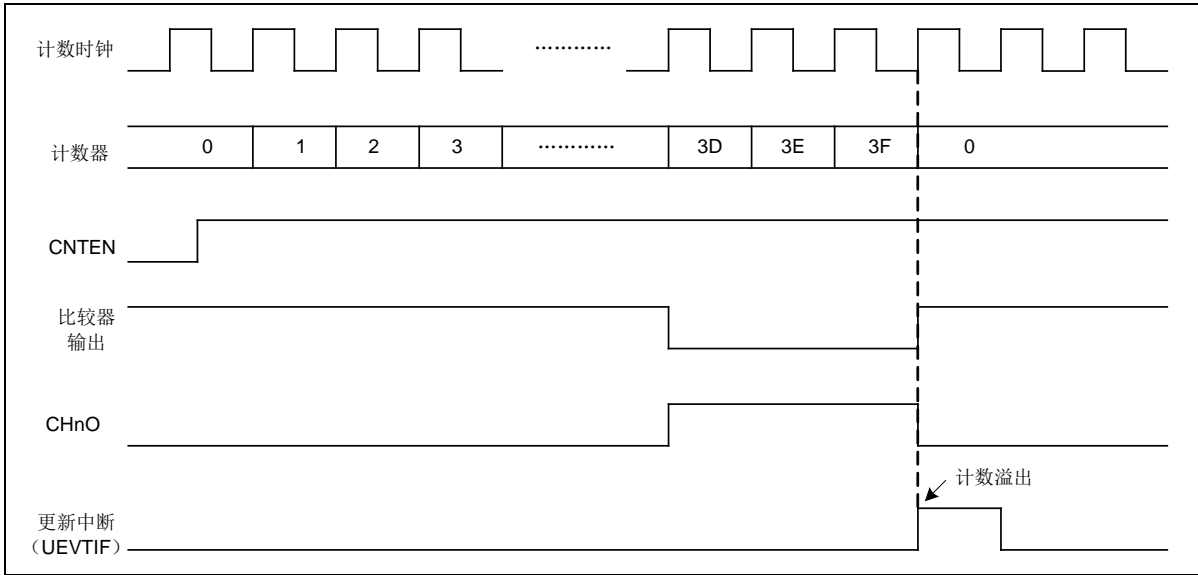 计数时钟
…………
计数器
0 1 2 3 ………… 3D 3E 3F 0
CNTEN
比较器
输出
CHnO
计数溢出
更新中断
（UEVTIF）